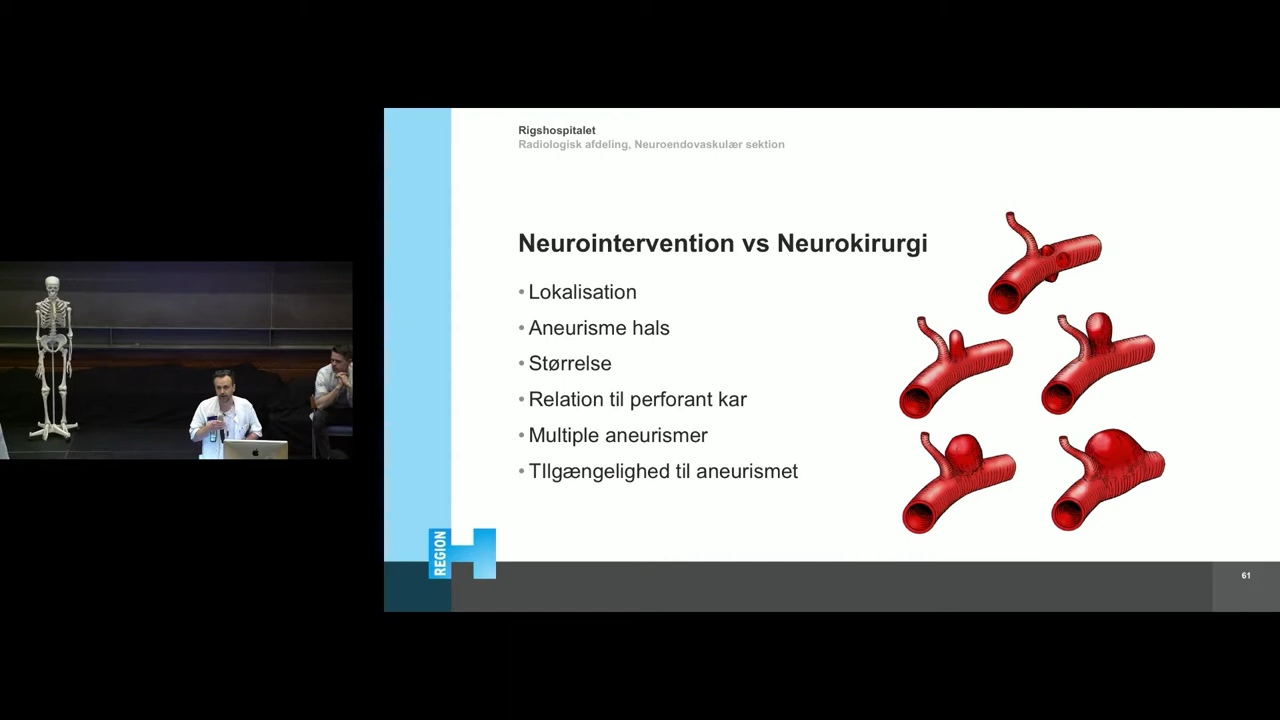 Rigshospitalet
Radiologisk afdeling, Neuroendovaskulær sektion
Neurointervention vs Neurokirurgi
• Lokalisation
• Aneurisme hals
• Størrelse
• Relation til perforant kar
• Multiple aneurismer
• TIlgængelighed til aneurismet
REGION
H
61